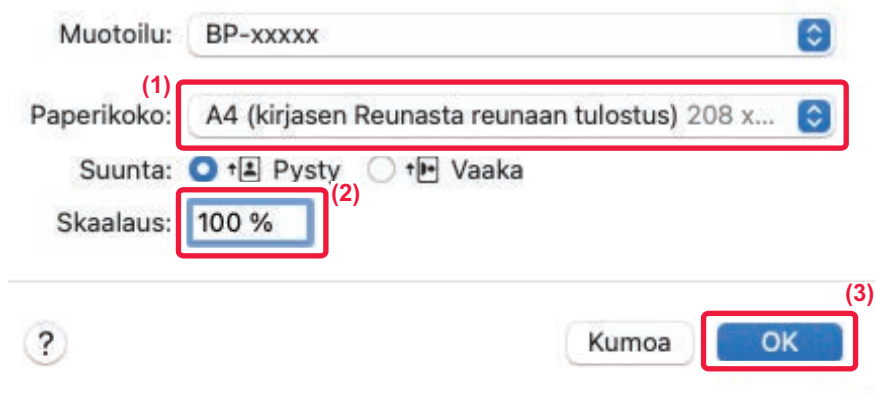 Muotoilu: BP-xxxxx
(1)
Paperikoko: A4 (kirjasen Reunasta reunaan tulostus) 208 x...
Suunta: Pysty Vaaka
(2)
Skaalaus: 100 %
(3)
? Kumoa OK